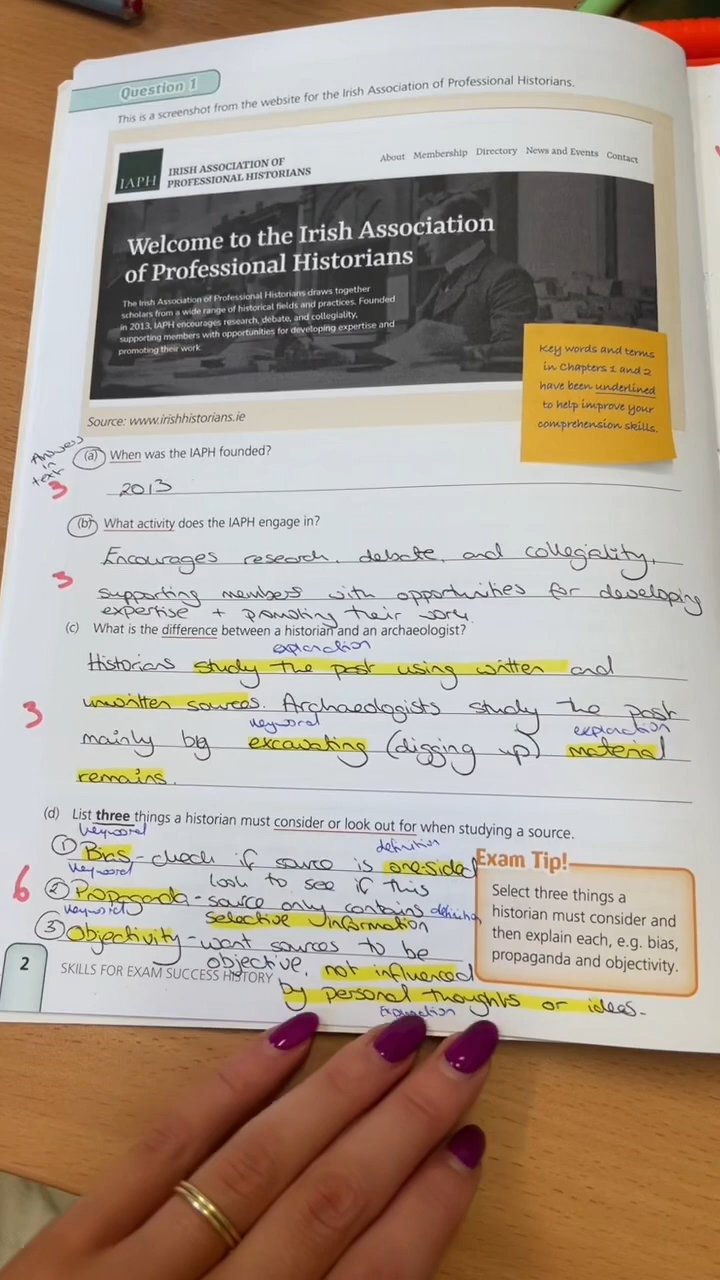 Question 1
This is a screenshot from the website for the Irish Association of Professional Historians.
IAPH
IRISH ASSOCIATION OF
PROFESSIONAL HISTORIANS
About Membership Directory News and Events Contact
Welcome to the Irish Association
of Professional Historians
The Irish Association of Professional Historians draws together
scholars from a wide range of historical fields and practices. Founded
in 2013, IAPH encourages research, debate, and collegiality,
supporting members with opportunities for developing expertise and
promoting their work.
Key words and terms
in Chapters 1 and 2
have been underlined
to help improve your
comprehension skills.
Source: www.irishhistorians.ie
Answers
in
text
(a) When was the IAPH founded?
3
2013
(b) What activity does the IAPH engage in?
Encourages research, debate, and collegiality,
3
supporting members with opportunities for developing
expertise + promoting their work
(c) What is the difference between a historian and an archaeologist?
Historians study the past using written and
unwritten sources. Archaeologists study the past
3
keyword
mainly by excavating (digging up) material
remains.
(d) List three things a historian must consider or look out for when studying a source.
keyword definition
① Bias - check if source is one-sided
keyword look to see if this
6
② Propaganda - source only contains
keyword selective information
③ Objectivity - want sources to be
objective, not influenced
by personal thoughts or ideas-
Exam Tip!
Select three things a
historian must consider and
then explain each, e.g. bias,
propaganda and objectivity.
2
SKILLS FOR EXAM SUCCESS HISTORY